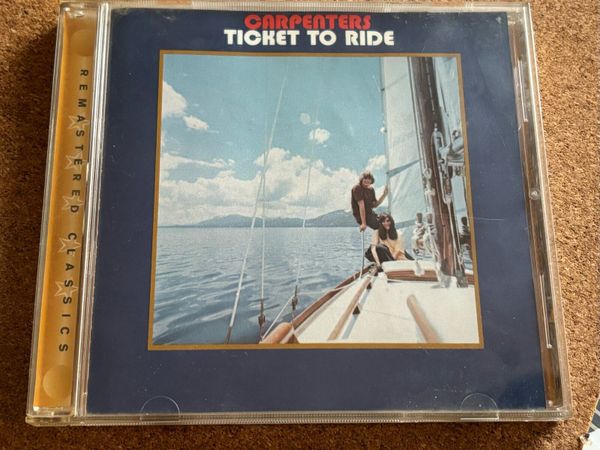 CARPENTERS
TICKET TO RIDE
REMASTERED CLASSICS